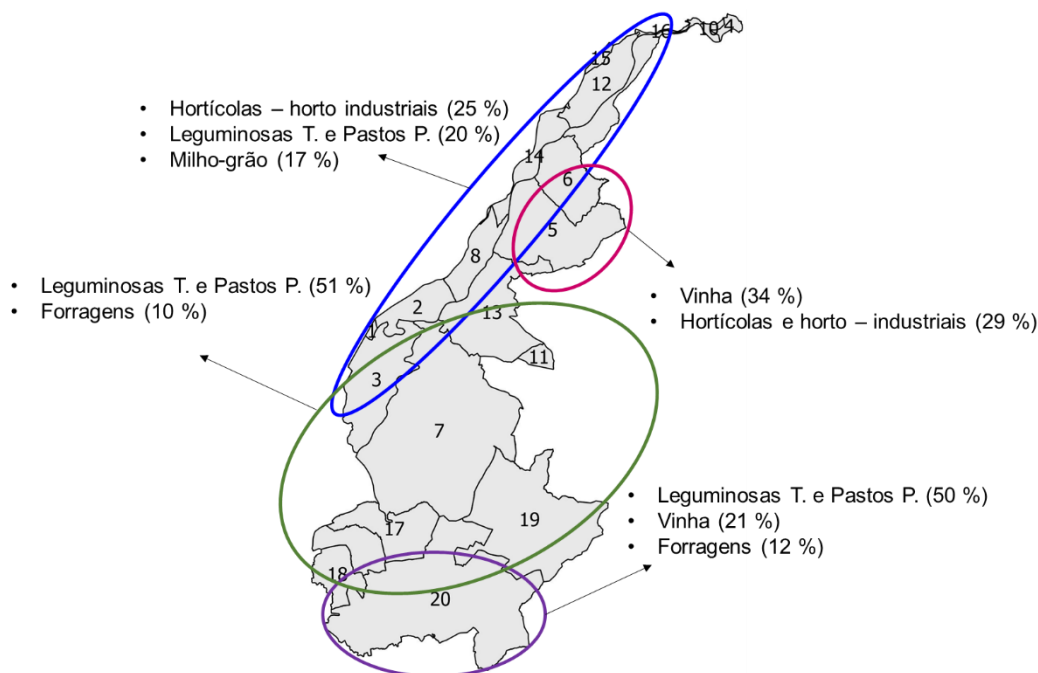 16
10
4
15
12
• Hortícolas – horto industriais (25 %)
• Leguminosas T. e Pastos P. (20 %)
• Milho-grão (17 %)
14
6
5
8
• Leguminosas T. e Pastos P. (51 %)
• Forragens (10 %)
• Vinha (34 %)
• Hortícolas e horto – industriais (29 %)
2
13
1
11
3
7
• Leguminosas T. e Pastos P. (50 %)
• Vinha (21 %)
• Forragens (12 %)
17
19
18
20